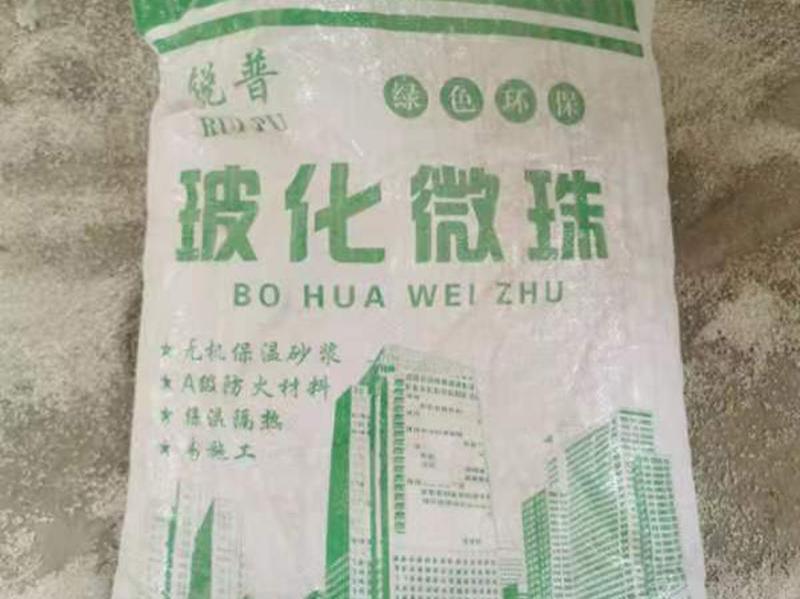 锐普
绿色环保
RUI PU
玻化微珠
BO HUA WEI ZHU
★无机保温砂浆
★A级防火材料
★保温隔热
★易施工